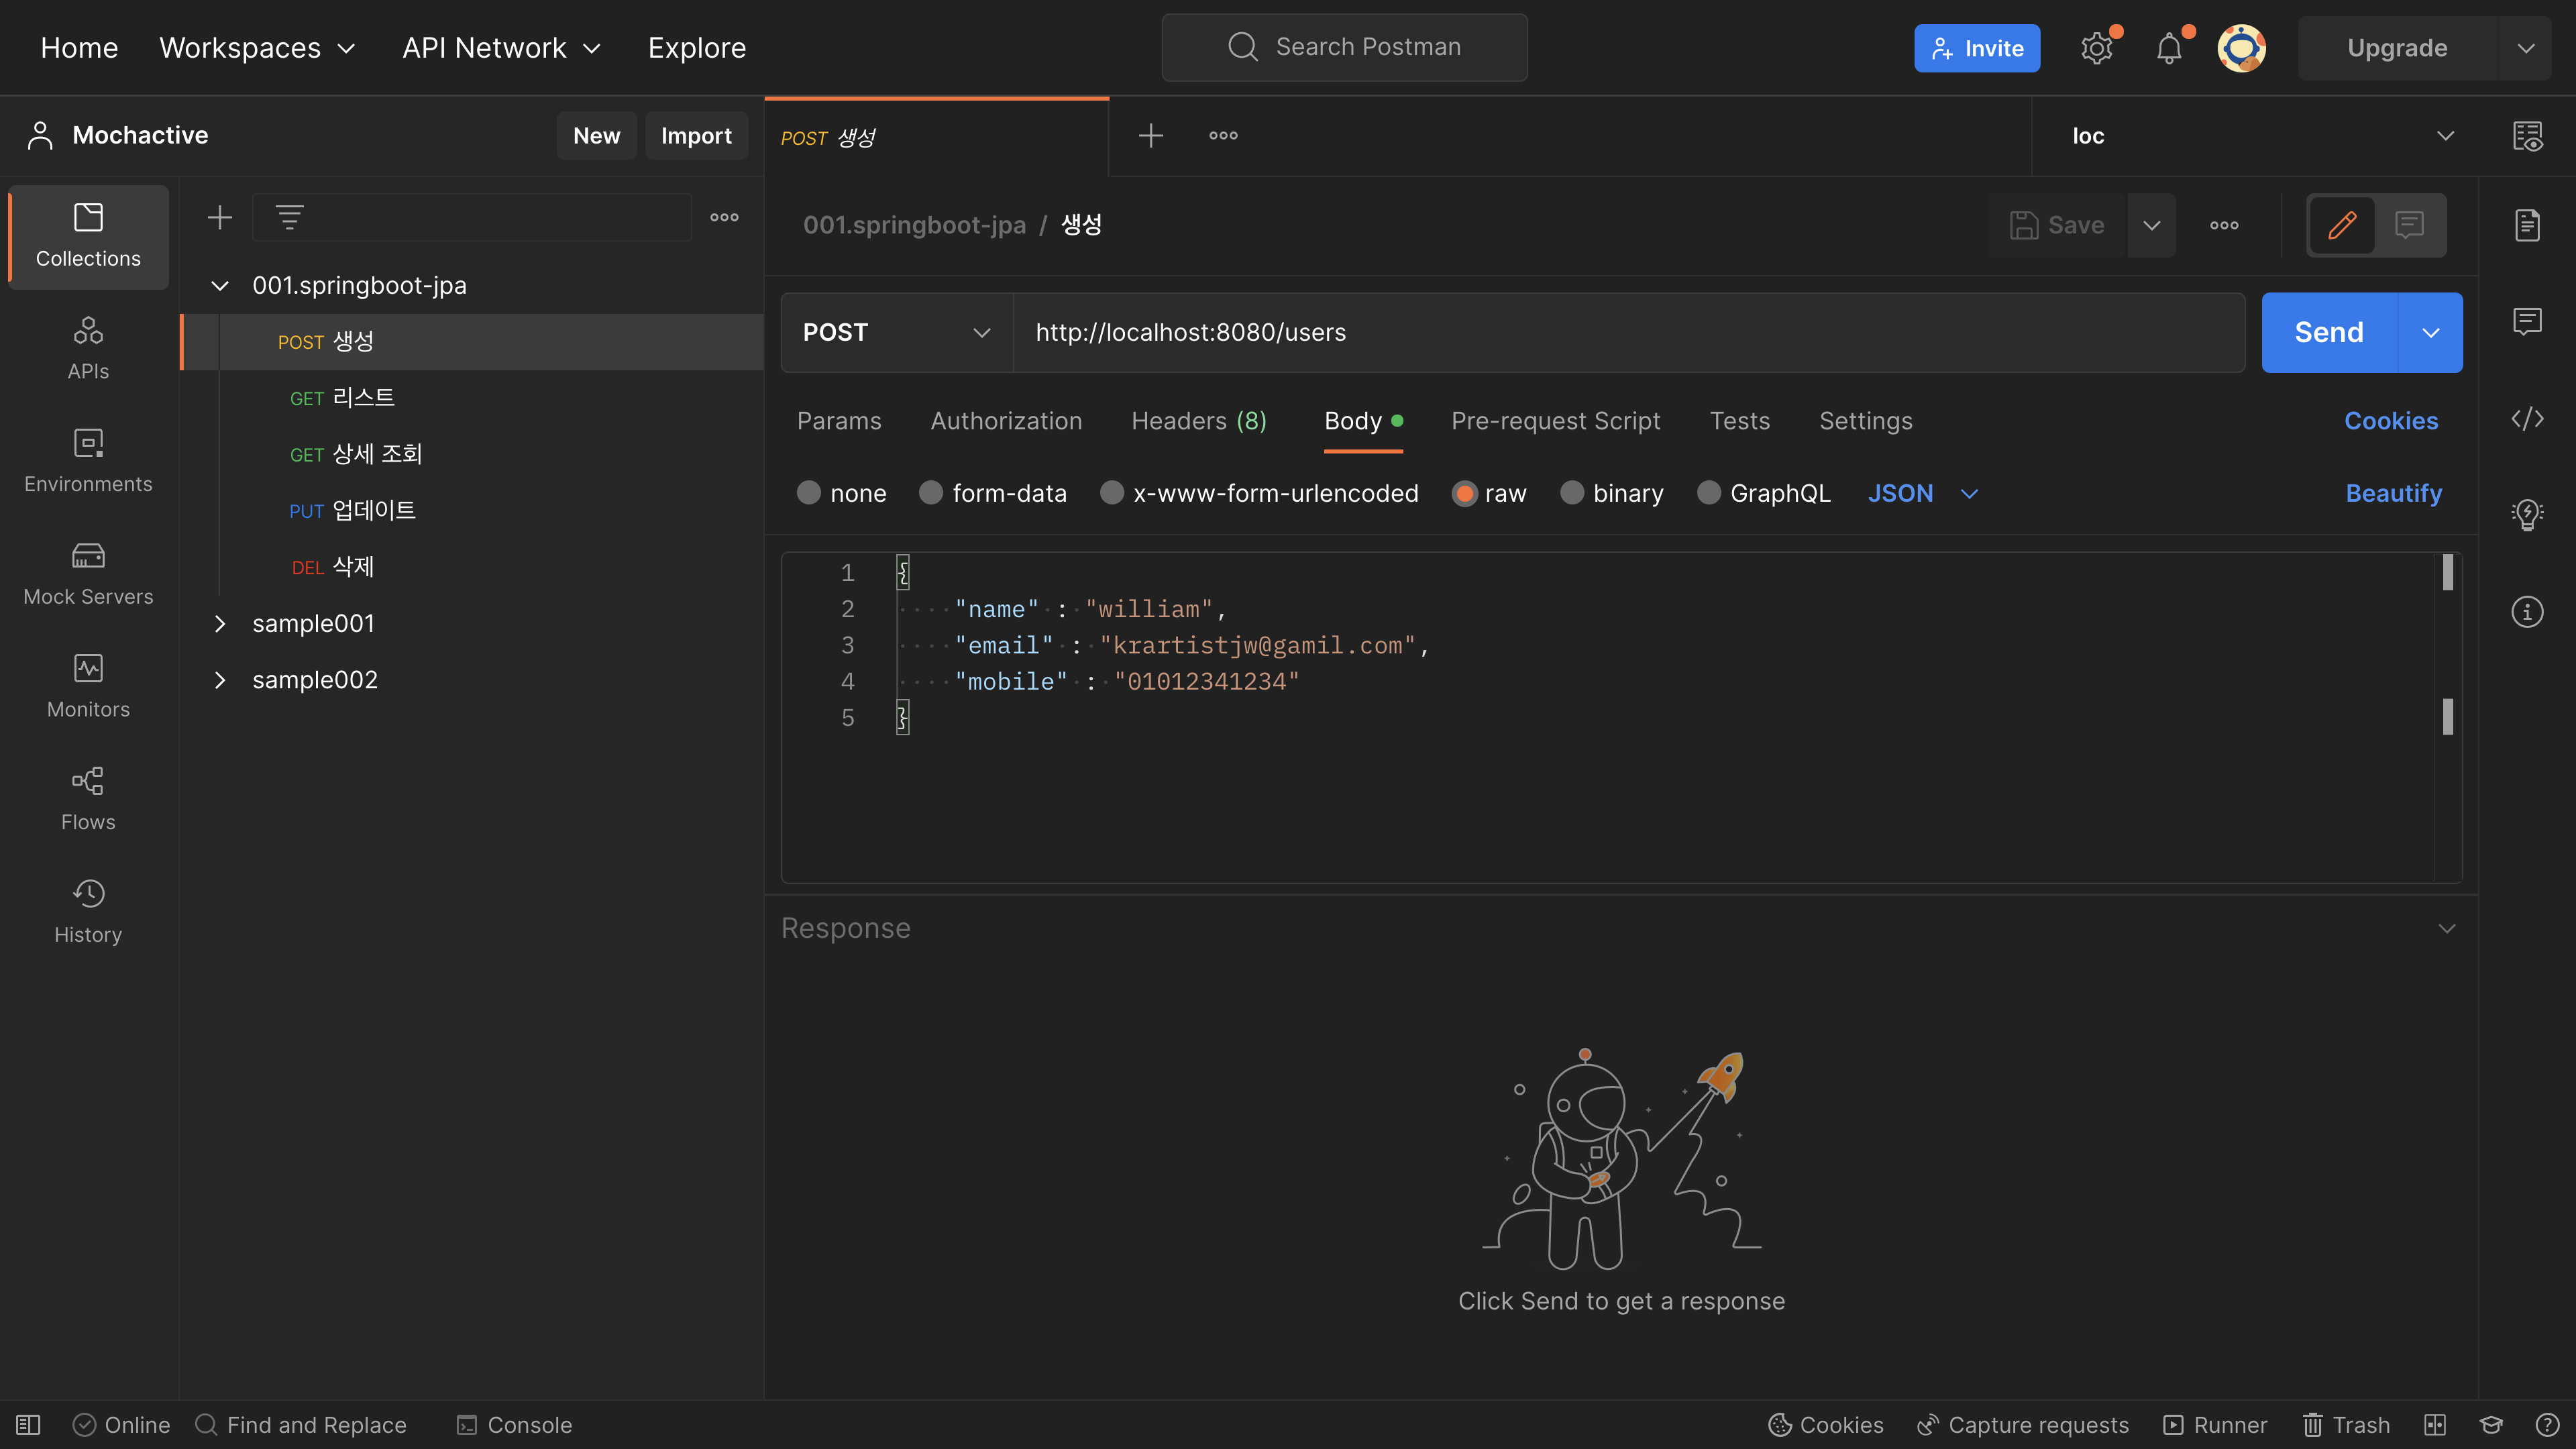 Home Workspaces API Network Explore Search Postman Invite Upgrade
Mochactive New Import
POST 생성 loc
Collections
APIs
Environments
Mock Servers
Monitors
Flows
History
001.springboot-jpa
POST 생성
GET 리스트
GET 상세 조회
PUT 업데이트
DEL 삭제
sample001
sample002
001.springboot-jpa / 생성 Save
POST http://localhost:8080/users Send
Params Authorization Headers (8) Body Pre-request Script Tests Settings Cookies
none form-data x-www-form-urlencoded raw binary GraphQL JSON Beautify
1 {
2 "name" : "william",
3 "email" : "krartistjw@gamil.com",
4 "mobile" : "01012341234"
5 }
Response
Click Send to get a response
Online Find and Replace Console Cookies Capture requests Runner Trash